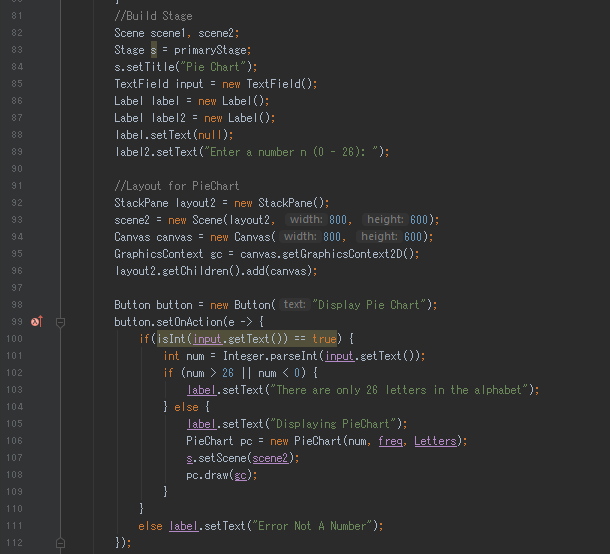 81 //Build Stage
82 Scene scene1, scene2;
83 Stage s = primaryStage;
84 s.setTitle("Pie Chart");
85 TextField input = new TextField();
86 Label label = new Label();
87 Label label2 = new Label();
88 label.setText(null);
89 label2.setText("Enter a number n (0 - 26): ");
90
91 //Layout for PieChart
92 StackPane layout2 = new StackPane();
93 scene2 = new Scene(layout2, width: 800, height: 600);
94 Canvas canvas = new Canvas( width: 800, height: 600);
95 GraphicsContext gc = canvas.getGraphicsContext2D();
96 layout2.getChildren().add(canvas);
97
98 Button button = new Button( text: "Display Pie Chart");
99 button.setOnAction(e -> {
100 if(isInt(input.getText()) == true) {
101 int num = Integer.parseInt(input.getText());
102 if (num > 26 || num < 0) {
103 label.setText("There are only 26 letters in the alphabet");
104 } else {
105 label.setText("Displaying PieChart");
106 PieChart pc = new PieChart(num, freq, Letters);
107 s.setScene(scene2);
108 pc.draw(gc);
109 }
110 }
111 else label.setText("Error Not A Number");
112 });